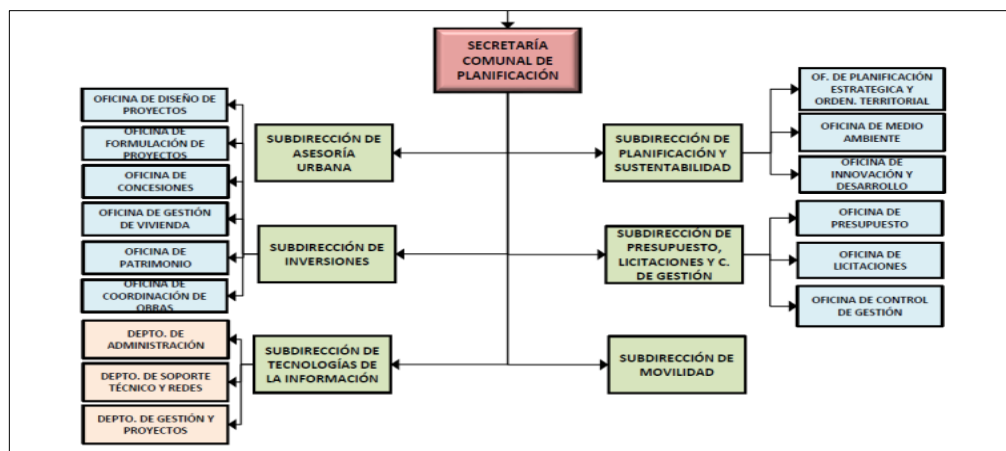 SECRETARÍA
COMUNAL DE
PLANIFICACIÓN
OFICINA DE DISEÑO DE
PROYECTOS
OFICINA DE
FORMULACIÓN DE
PROYECTOS
OFICINA DE
CONCESIONES
OFICINA DE GESTIÓN
DE VIVIENDA
OFICINA DE
PATRIMONIO
OFICINA DE
COORDINACIÓN DE
OBRAS
DEPTO. DE
ADMINISTRACIÓN
DEPTO. DE SOPORTE
TÉCNICO Y REDES
DEPTO. DE GESTIÓN Y
PROYECTOS
SUBDIRECCIÓN DE
ASESORÍA
URBANA
SUBDIRECCIÓN DE
INVERSIONES
SUBDIRECCIÓN DE
TECNOLOGÍAS DE
LA INFORMACIÓN
SUBDIRECCIÓN DE
PLANIFICACIÓN Y
SUSTENTABILIDAD
SUBDIRECCIÓN DE
PRESUPUESTO,
LICITACIONES Y C.
DE GESTIÓN
SUBDIRECCIÓN DE
MOVILIDAD
OF. DE PLANIFICACIÓN
ESTRATEGICA Y
ORDEN. TERRITORIAL
OFICINA DE MEDIO
AMBIENTE
OFICINA DE
INNOVACIÓN Y
DESARROLLO
OFICINA DE
PRESUPUESTO
OFICINA DE
LICITACIONES
OFICINA DE CONTROL
DE GESTIÓN